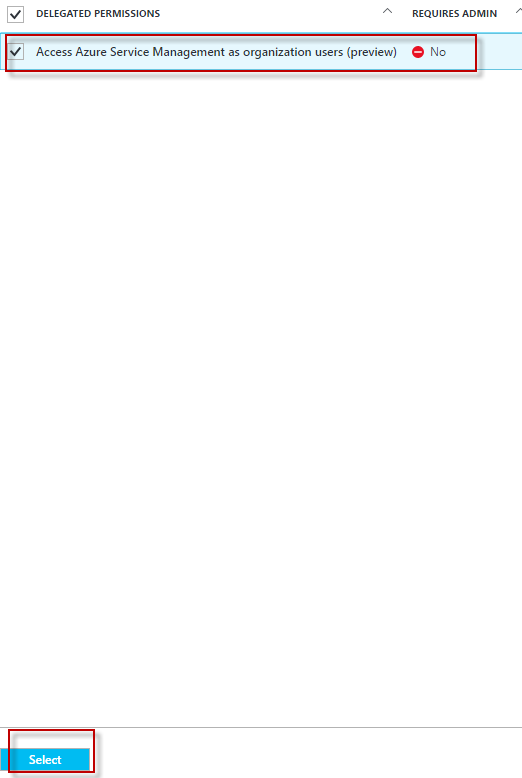 DELEGATED PERMISSIONS REQUIRES ADMIN
Access Azure Service Management as organization users (preview) No
Select